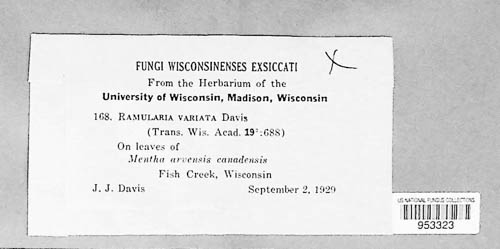 FUNGI WISCONSINENSES EXSICCATI
From the Herbarium of the
University of Wisconsin, Madison, Wisconsin
168. RAMULARIA VARIATA Davis
(Trans. Wis. Acad. 19²:688)
On leaves of
Mentha arvensis canadensis
Fish Creek, Wisconsin
J. J. Davis September 2, 1929
US NATIONAL FUNGUS COLLECTIONS
953323